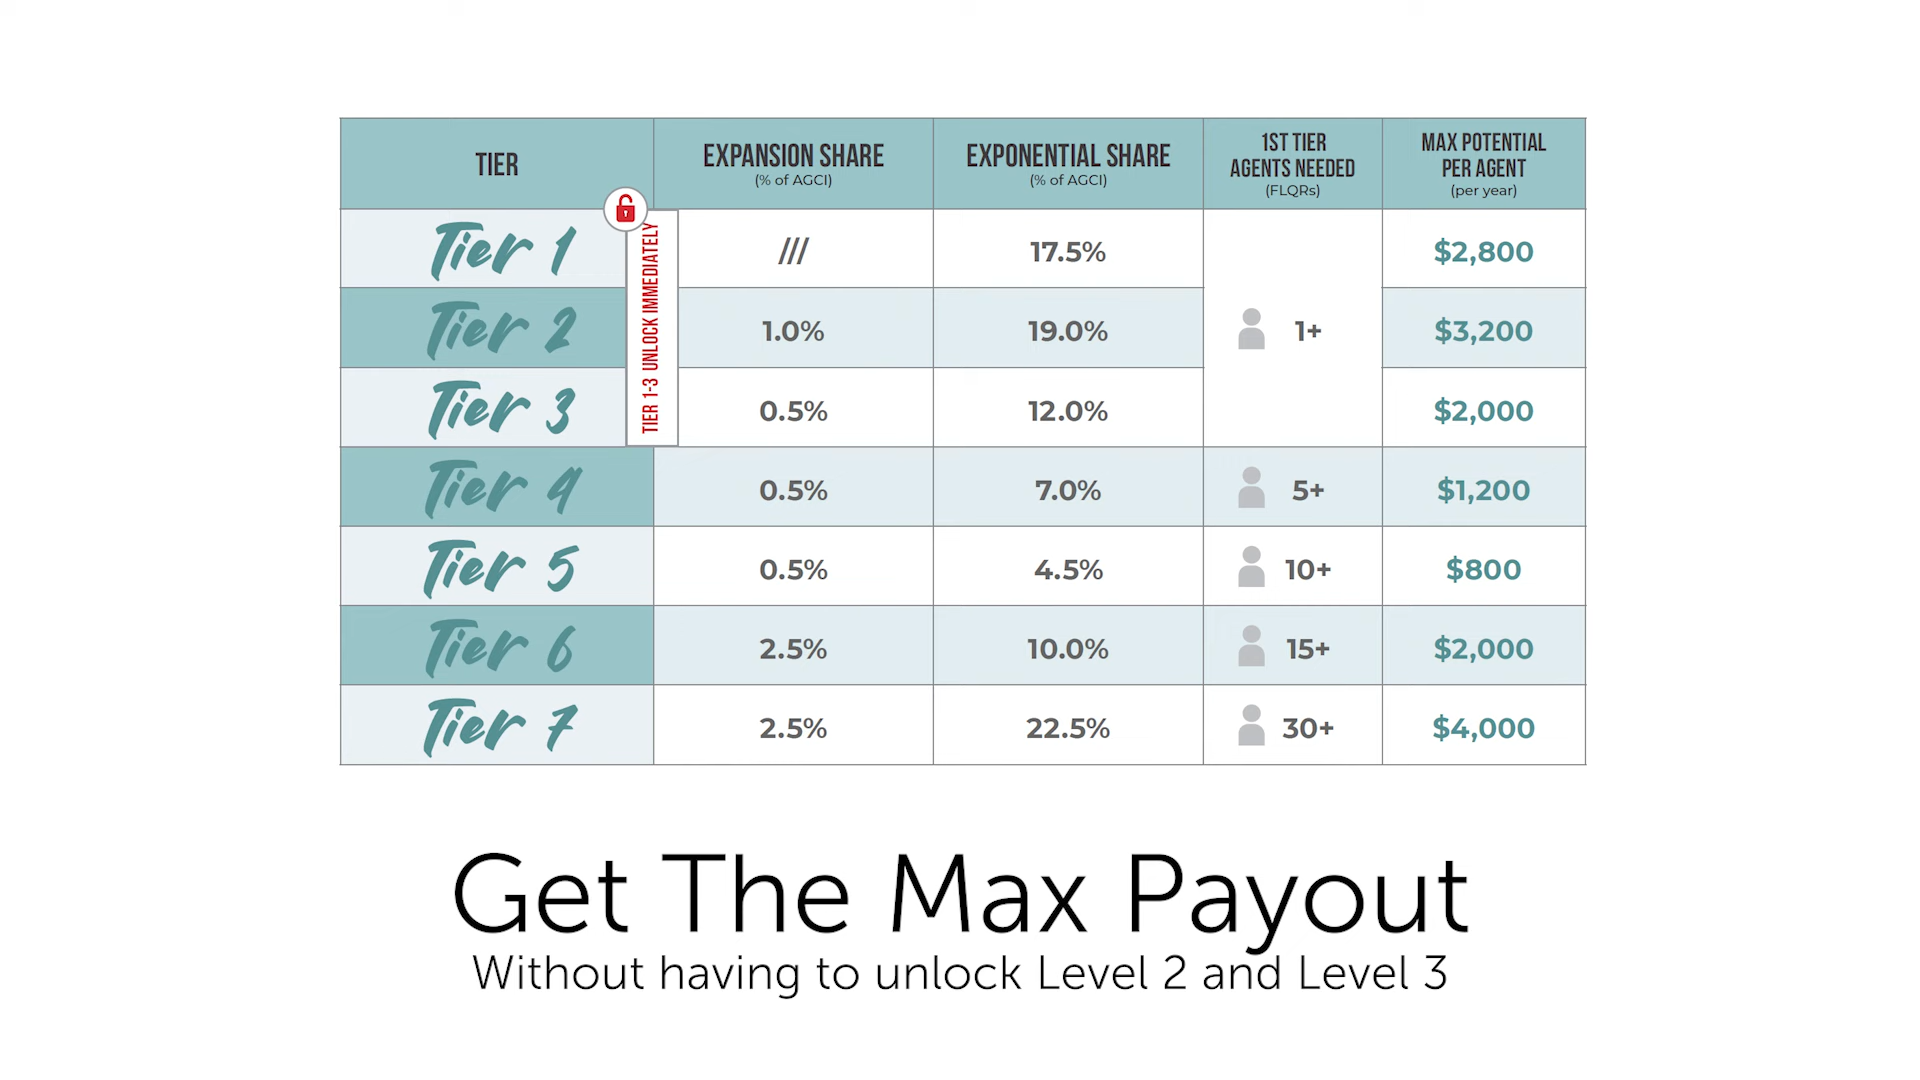 TIER
EXPANSION SHARE
(% of AGCI)
EXPONENTIAL SHARE
(% of AGCI)
1ST TIER
AGENTS NEEDED
(FLQRs)
MAX POTENTIAL
PER AGENT
(per year)
TIER 1-3 UNLOCK IMMEDIATELY
Tier 1 /// 17.5% $2,800
Tier 2 1.0% 19.0% 1+ $3,200
Tier 3 0.5% 12.0% $2,000
Tier 4 0.5% 7.0% 5+ $1,200
Tier 5 0.5% 4.5% 10+ $800
Tier 6 2.5% 10.0% 15+ $2,000
Tier 7 2.5% 22.5% 30+ $4,000
Get The Max Payout
Without having to unlock Level 2 and Level 3